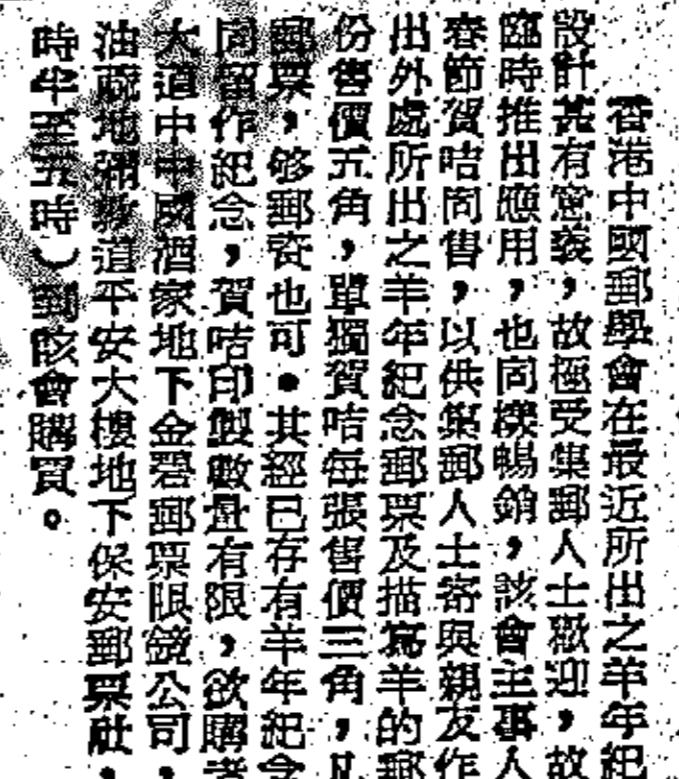 香港中國郵學會在最近所出之羊年紀
設計甚有意義，故極受集郵人士歡迎，故
臨時推出應用，也同樣暢銷，該會主事人
春節賀咭同售，以供集郵人士寄與親友作
出外處所出之羊年紀念郵票及描寫羊的郵
份售價五角，單獨賀咭每張售價三角，凡
郵票，够郵寄也可。其經已存有羊年紀念
同留作紀念，賀咭印製數量有限，欲購者
大道中中國酒家地下金碧郵票眼鏡公司，
油蔴地彌敦道平安大樓地下保安郵票社，
時半至五時）到該會購買。